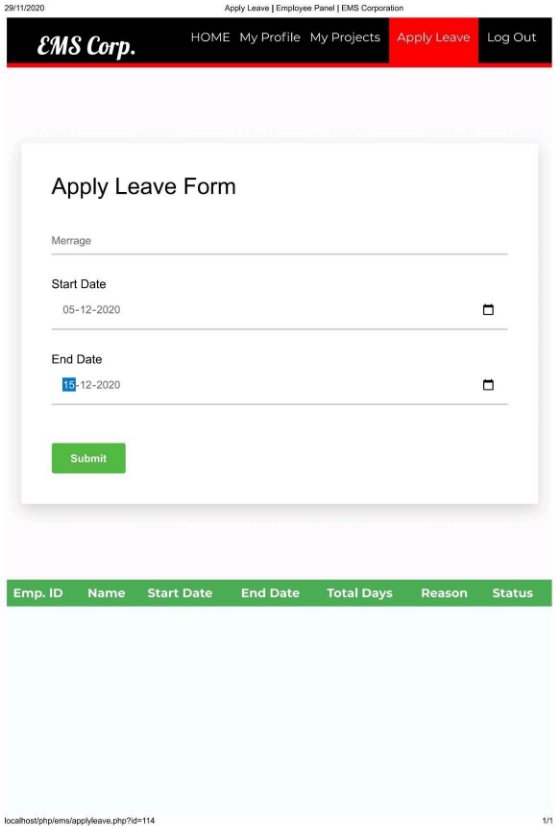 29/11/2020 Apply Leave | Employee Panel | EMS Corporation
EMS Corp. HOME My Profile My Projects Apply Leave Log Out
Apply Leave Form
Merrage
Start Date
05-12-2020
End Date
15-12-2020
Submit
Emp. ID Name Start Date End Date Total Days Reason Status
localhost/php/ems/applyleave.php?id=114 1/1